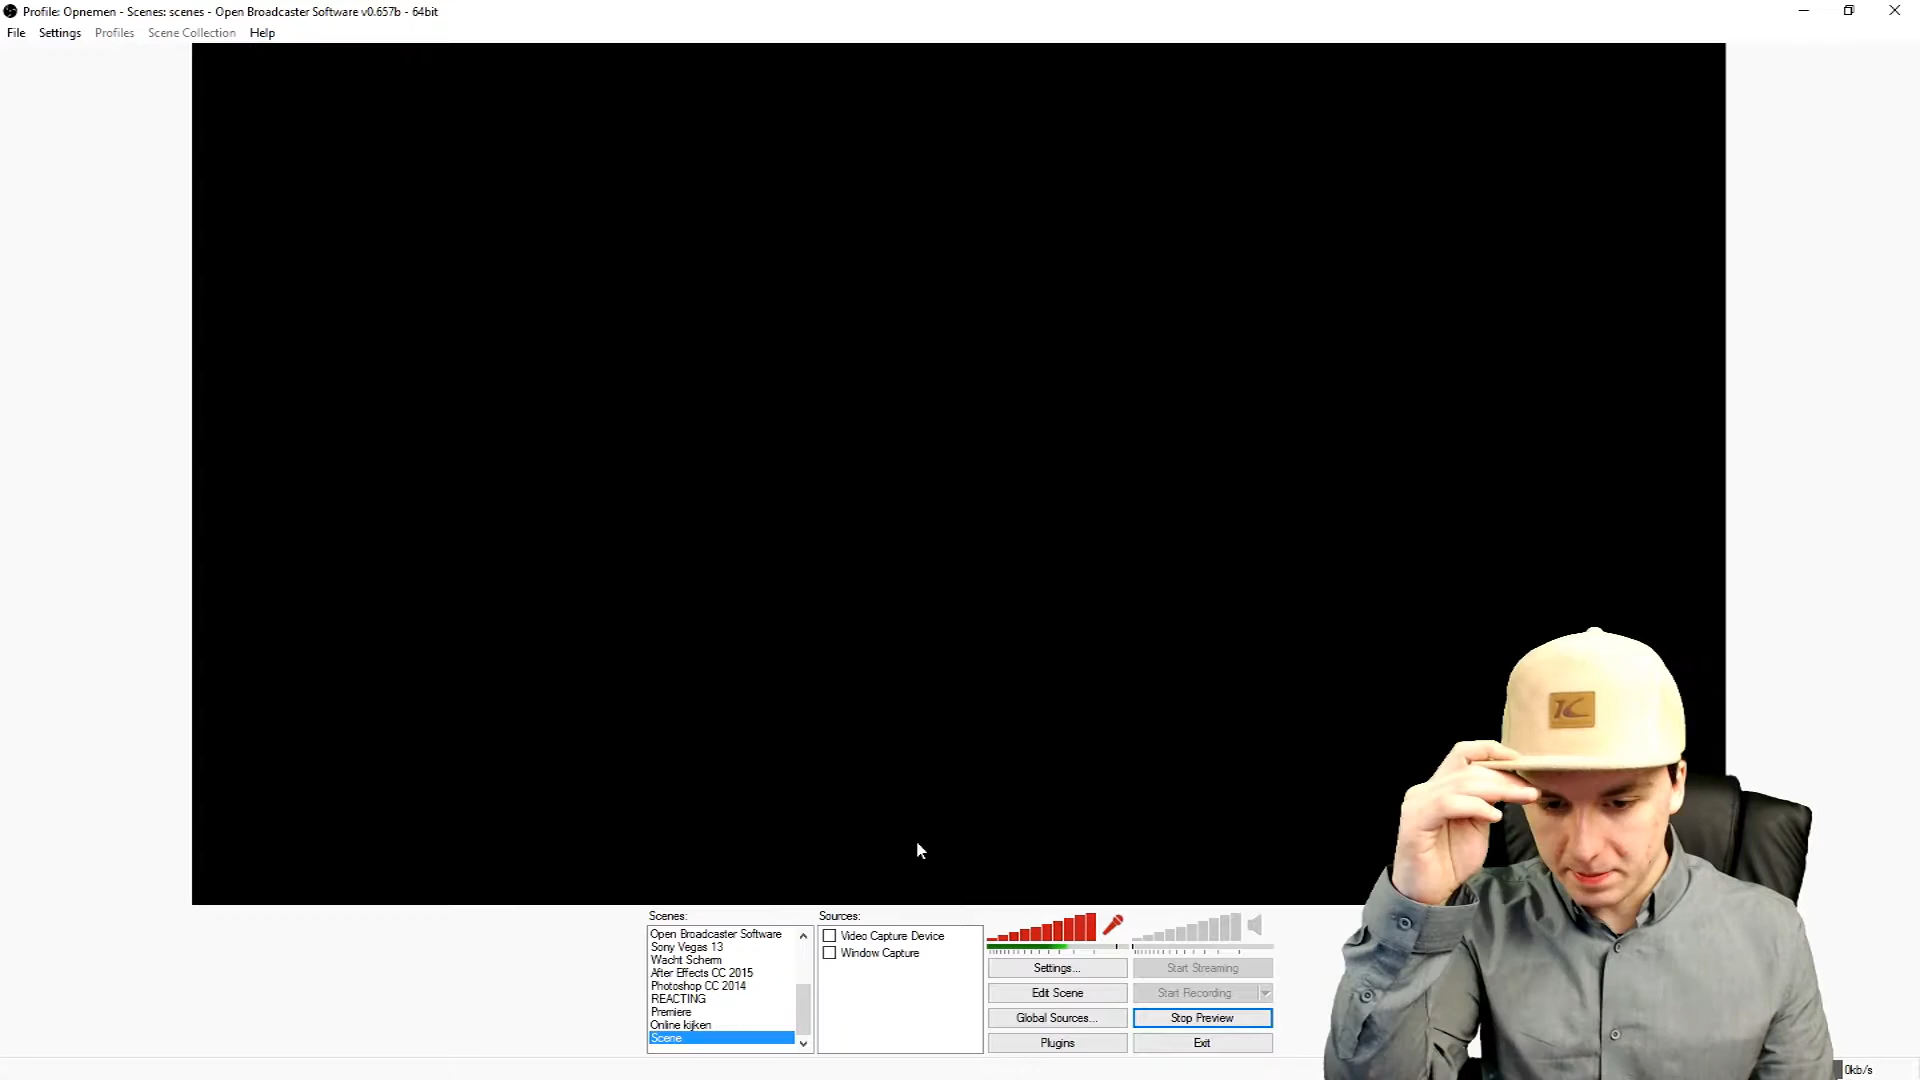 Profile: Opnemen - Scenes: scenes - Open Broadcaster Software v0.657b - 64bit
File Settings Profiles Scene Collection Help
Scenes:
Open Broadcaster Software
Sony Vegas 13
Wacht Scherm
After Effects CC 2015
Photoshop CC 2014
REACTING
Premiere
Online kijken
Scene
Sources:
Video Capture Device
Window Capture
Settings...
Edit Scene
Global Sources...
Plugins
Start Streaming
Start Recording
Stop Preview
Exit
0kb/s